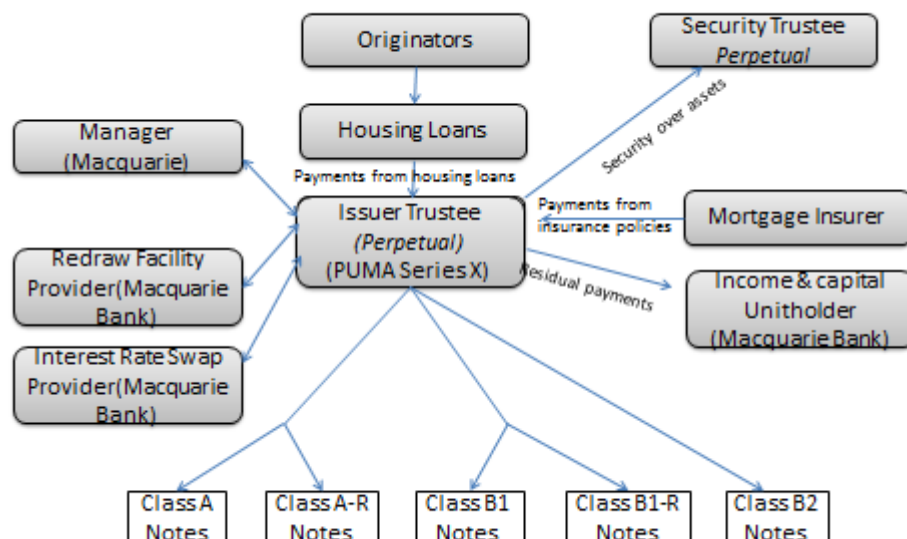 Originators
Security Trustee
Perpetual
Housing Loans
Security over assets
Manager
(Macquarie)
Payments from housing loans
Issuer Trustee
(Perpetual)
(PUMA Series X)
Payments from
insurance policies
Mortgage Insurer
Redraw Facility
Provider(Macquarie
Bank)
Residual payments
Income & capital
Unitholder
(Macquarie Bank)
Interest Rate Swap
Provider(Macquarie
Bank)
Class A
Notes
Class A-R
Notes
Class B1
Notes
Class B1-R
Notes
Class B2
Notes